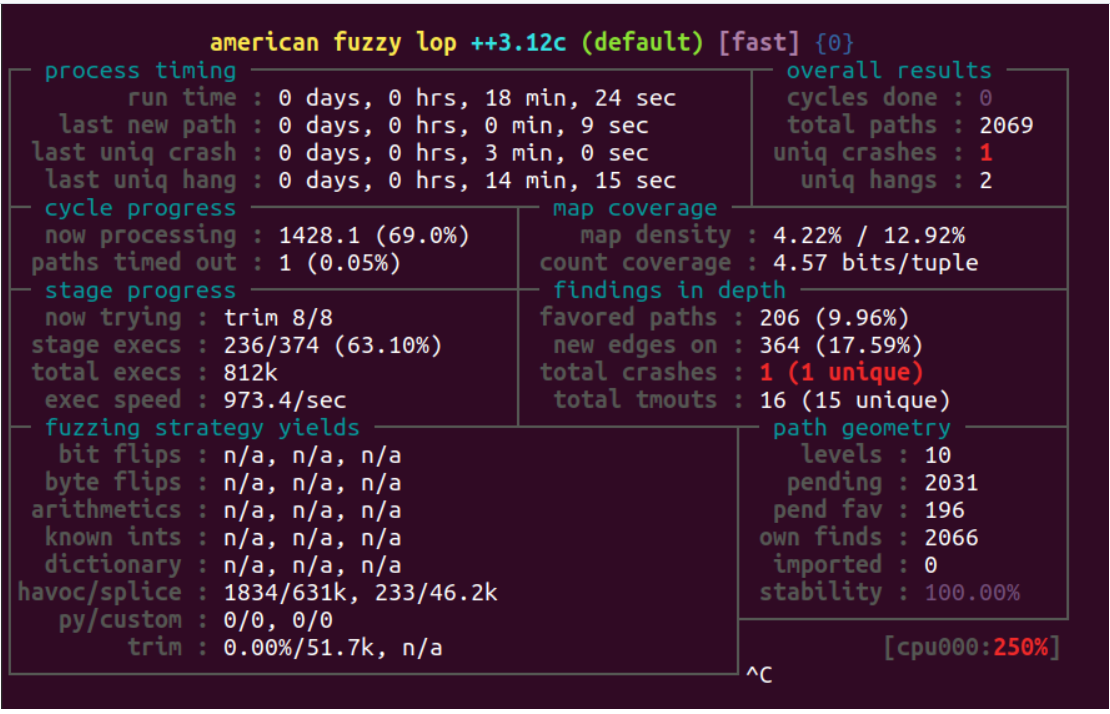 american fuzzy lop ++3.12c (default) [fast] {0}
process timing overall results
run time : 0 days, 0 hrs, 18 min, 24 sec cycles done : 0
last new path : 0 days, 0 hrs, 0 min, 9 sec total paths : 2069
last uniq crash : 0 days, 0 hrs, 3 min, 0 sec uniq crashes : 1
last uniq hang : 0 days, 0 hrs, 14 min, 15 sec uniq hangs : 2
cycle progress map coverage
now processing : 1428.1 (69.0%) map density : 4.22% / 12.92%
paths timed out : 1 (0.05%) count coverage : 4.57 bits/tuple
stage progress findings in depth
now trying : trim 8/8 favored paths : 206 (9.96%)
stage execs : 236/374 (63.10%) new edges on : 364 (17.59%)
total execs : 812k total crashes : 1 (1 unique)
exec speed : 973.4/sec total tmouts : 16 (15 unique)
fuzzing strategy yields path geometry
bit flips : n/a, n/a, n/a levels : 10
byte flips : n/a, n/a, n/a pending : 2031
arithmetics : n/a, n/a, n/a pend fav : 196
known ints : n/a, n/a, n/a own finds : 2066
dictionary : n/a, n/a, n/a imported : 0
havoc/splice : 1834/631k, 233/46.2k stability : 100.00%
py/custom : 0/0, 0/0
trim : 0.00%/51.7k, n/a [cpu000:250%]
^C